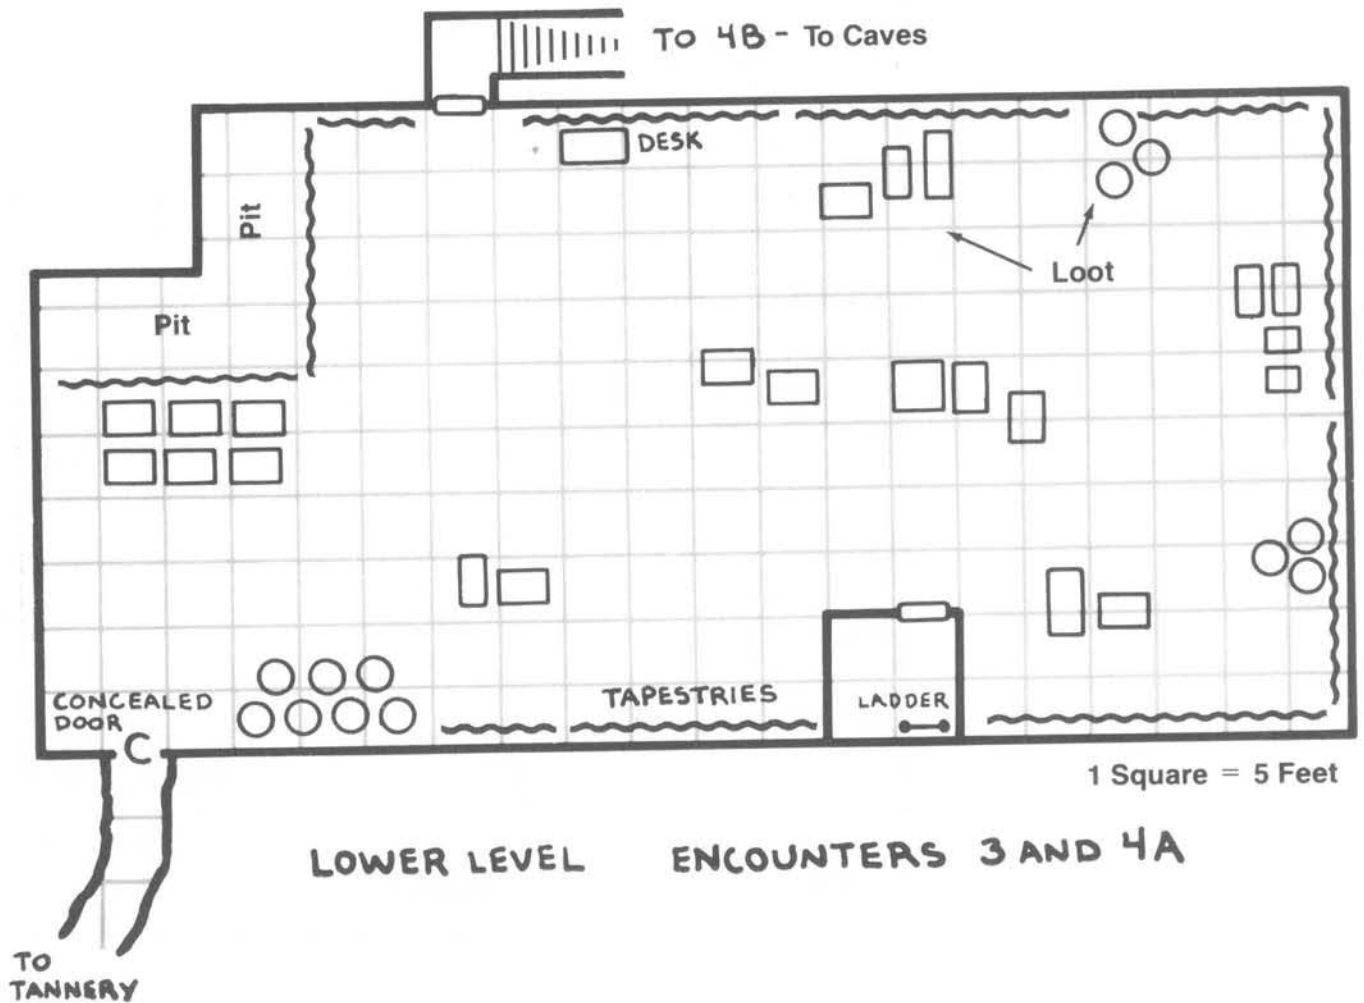 TO 4B - To Caves
DESK
Pit
Loot
Pit
CONCEALED
DOOR
C
TAPESTRIES
LADDER
1 Square = 5 Feet
LOWER LEVEL ENCOUNTERS 3 AND 4A
TO
TANNERY